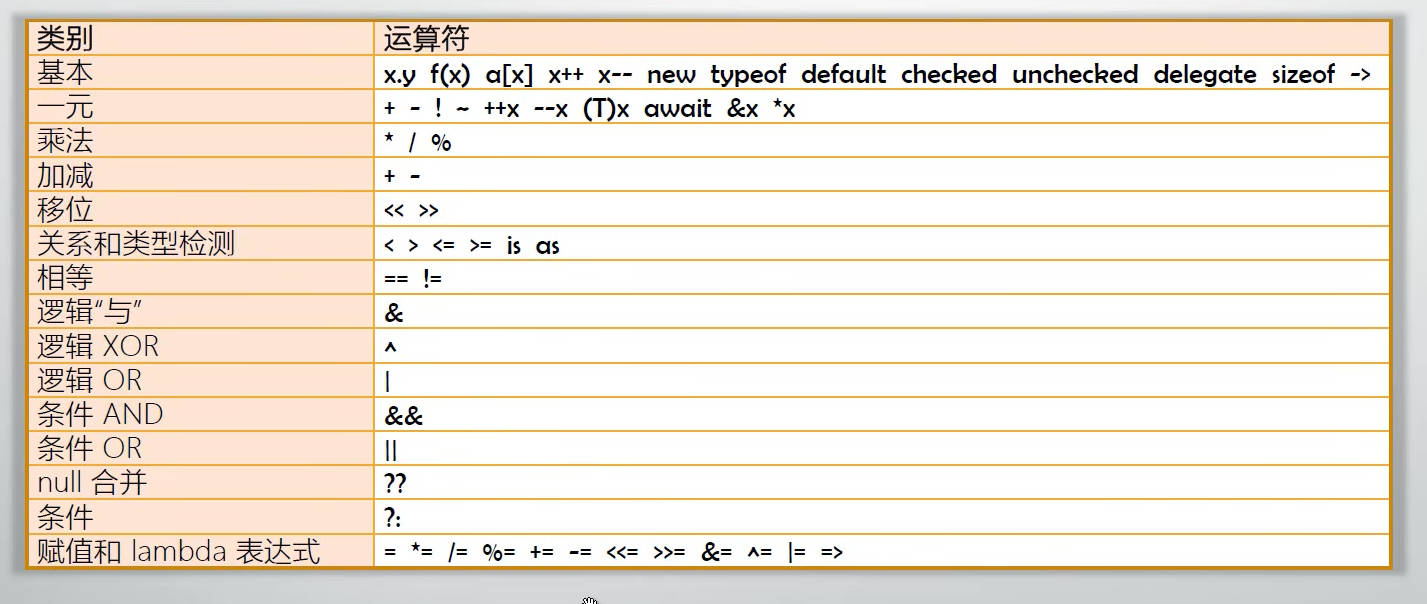 类别 运算符
基本 x.y f(x) a[x] x++ x-- new typeof default checked unchecked delegate sizeof ->
一元 + - ! ~ ++x --x (T)x await &x *x
乘法 * / %
加减 + -
移位 << >>
关系和类型检测 < > <= >= is as
相等 == !=
逻辑“与” &
逻辑 XOR ^
逻辑 OR |
条件 AND &&
条件 OR ||
null 合并 ??
条件 ?:
赋值和 lambda 表达式 = *= /= %= += -= <<= >>= &= ^= |= =>